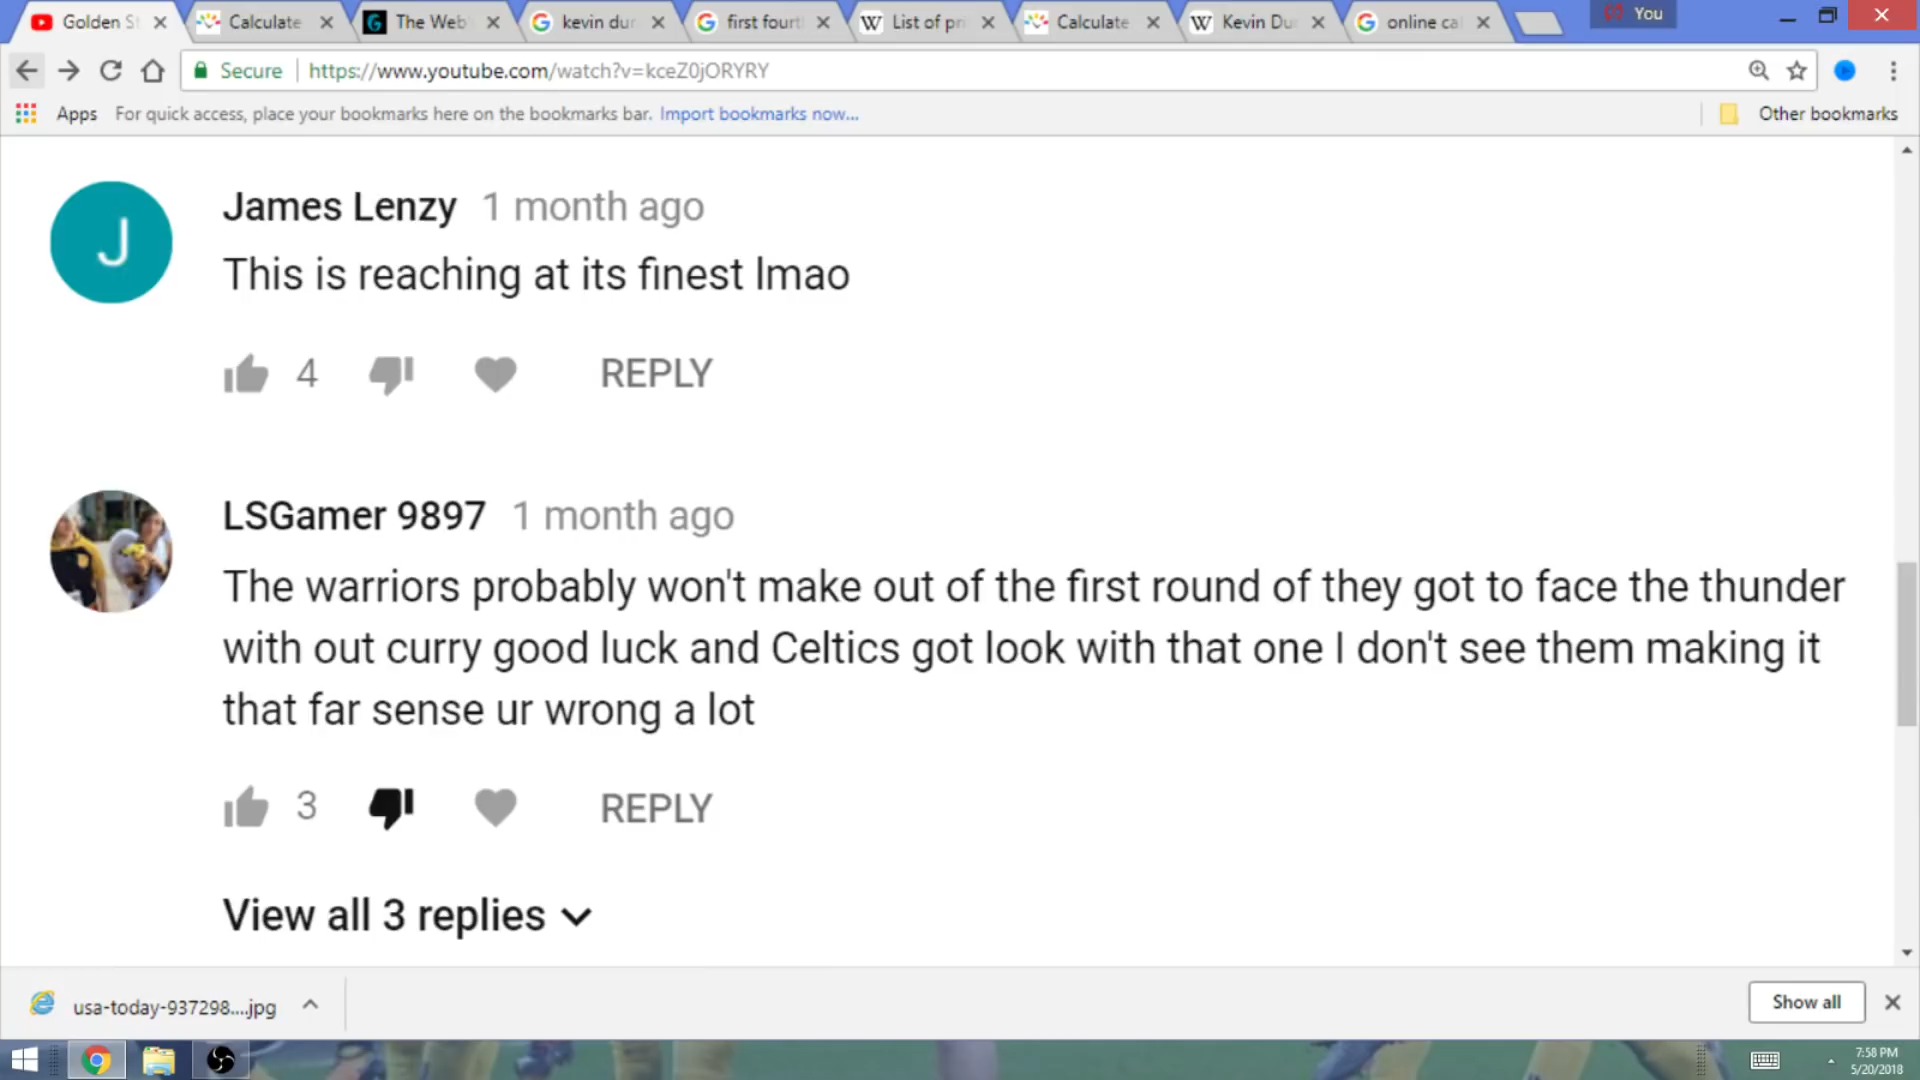 Golden St
Calculate
The Web
kevin dur
first fourt
List of pri
Calculate
Kevin Du
online cal
You
Secure
https://www.youtube.com/watch?v=kceZ0jORYRY
Apps
For quick access, place your bookmarks here on the bookmarks bar. Import bookmarks now...
Other bookmarks
J
James Lenzy 1 month ago
This is reaching at its finest lmao
4
REPLY
LSGamer 9897 1 month ago
The warriors probably won't make out of the first round of they got to face the thunder
with out curry good luck and Celtics got look with that one I don't see them making it
that far sense ur wrong a lot
3
REPLY
View all 3 replies
usa-today-937298....jpg
Show all
7:58 PM
5/20/2018